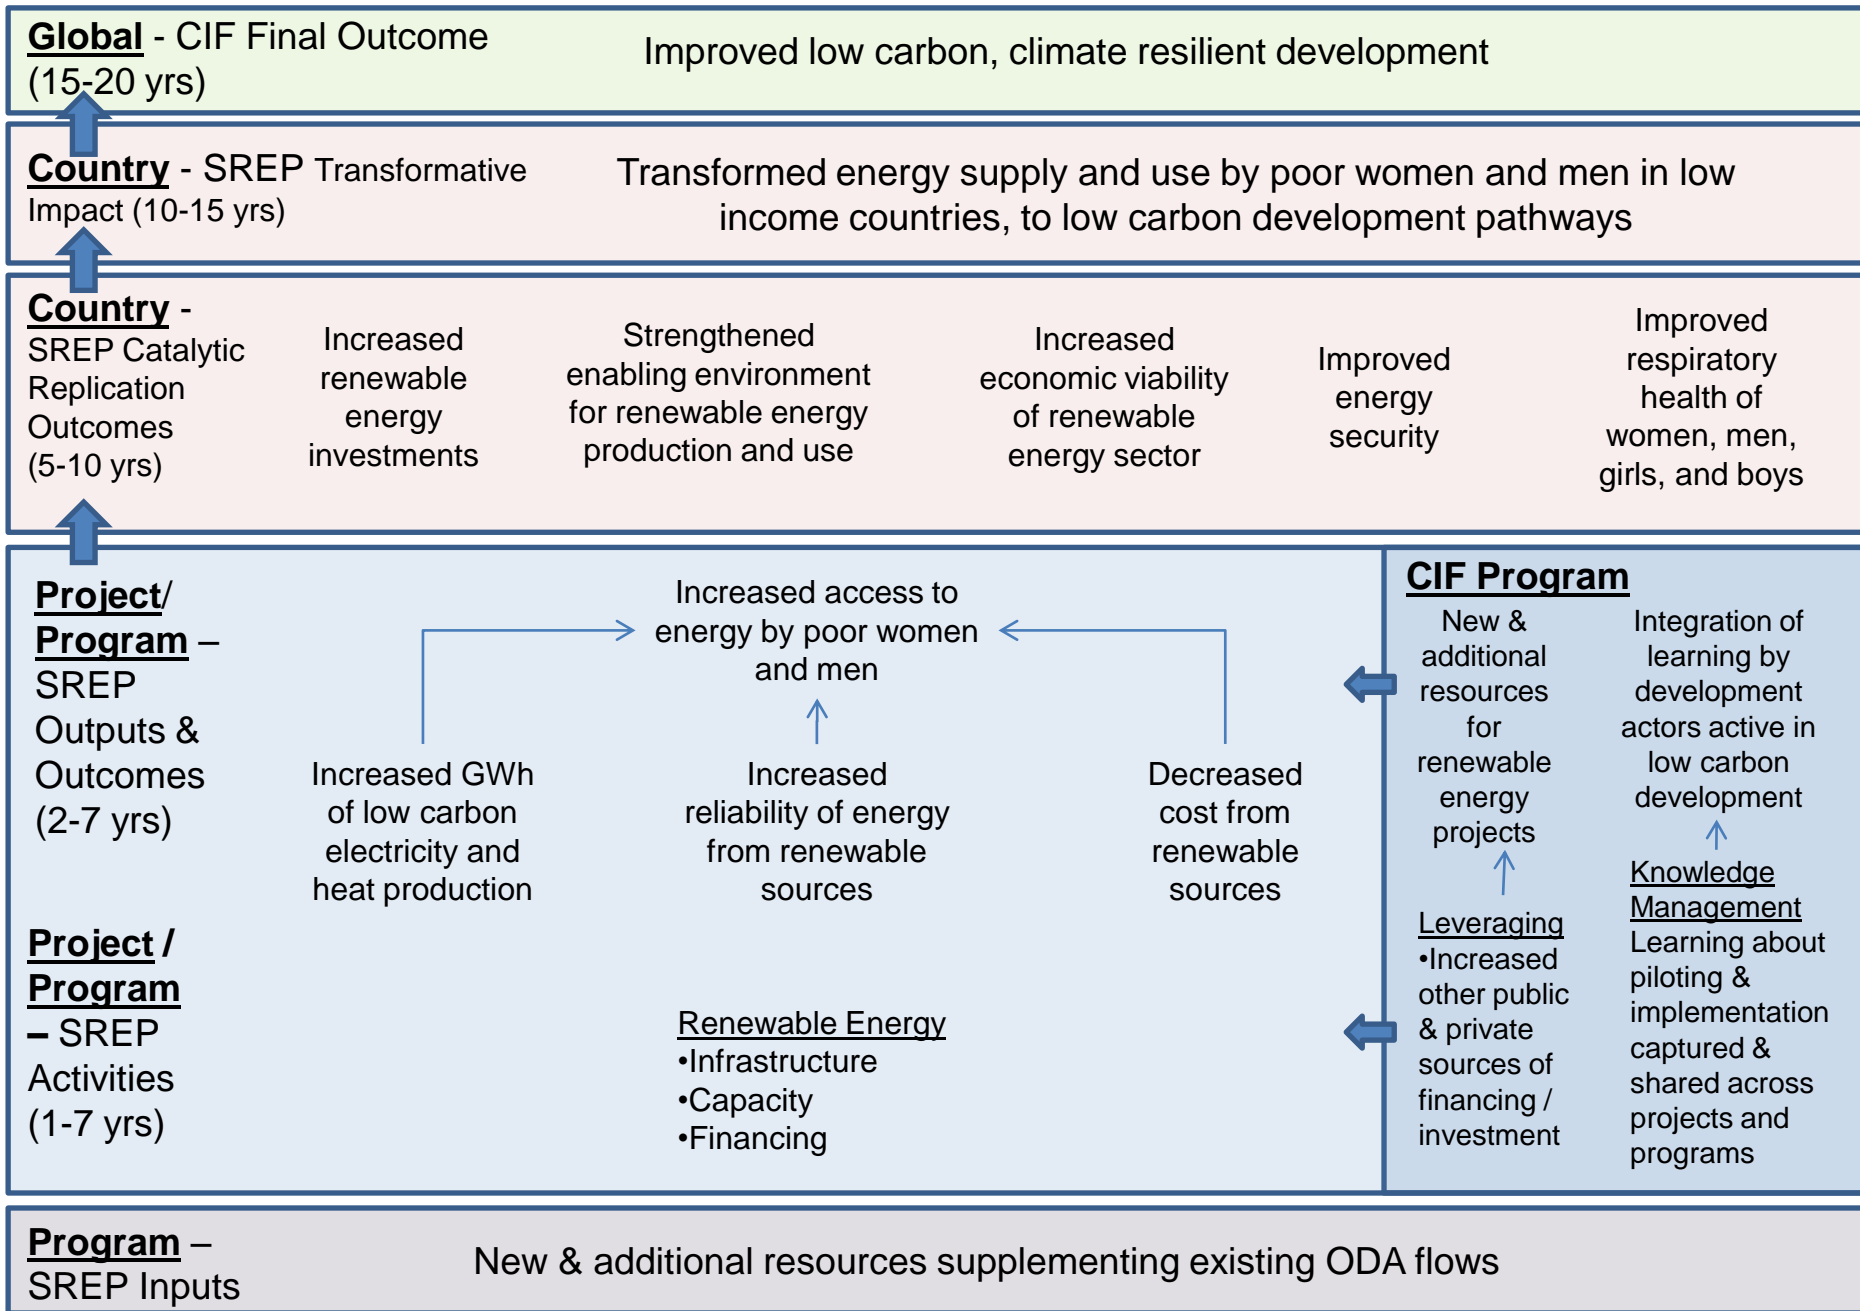 Global - CIF Final Outcome
(15-20 yrs)
Improved low carbon, climate resilient development
Country - SREP Transformative
Impact (10-15 yrs)
Transformed energy supply and use by poor women and men in low
income countries, to low carbon development pathways
Country -
SREP Catalytic
Replication
Outcomes
(5-10 yrs)
Increased
renewable
energy
investments
Strengthened
enabling environment
for renewable energy
production and use
Increased
economic viability
of renewable
energy sector
Improved
energy
security
Improved
respiratory
health of
women, men,
girls, and boys
Project/
Program –
SREP
Outputs &
Outcomes
(2-7 yrs)
Increased access to
energy by poor women
and men
Increased GWh
of low carbon
electricity and
heat production
Increased
reliability of energy
from renewable
sources
Decreased
cost from
renewable
sources
Project /
Program
– SREP
Activities
(1-7 yrs)
Renewable Energy
•Infrastructure
•Capacity
•Financing
CIF Program
New &
additional
resources
for
renewable
energy
projects
Integration of
learning by
development
actors active in
low carbon
development
Leveraging
•Increased
other public
& private
sources of
financing /
investment
Knowledge
Management
Learning about
piloting &
implementation
captured &
shared across
projects and
programs
Program –
SREP Inputs
New & additional resources supplementing existing ODA flows